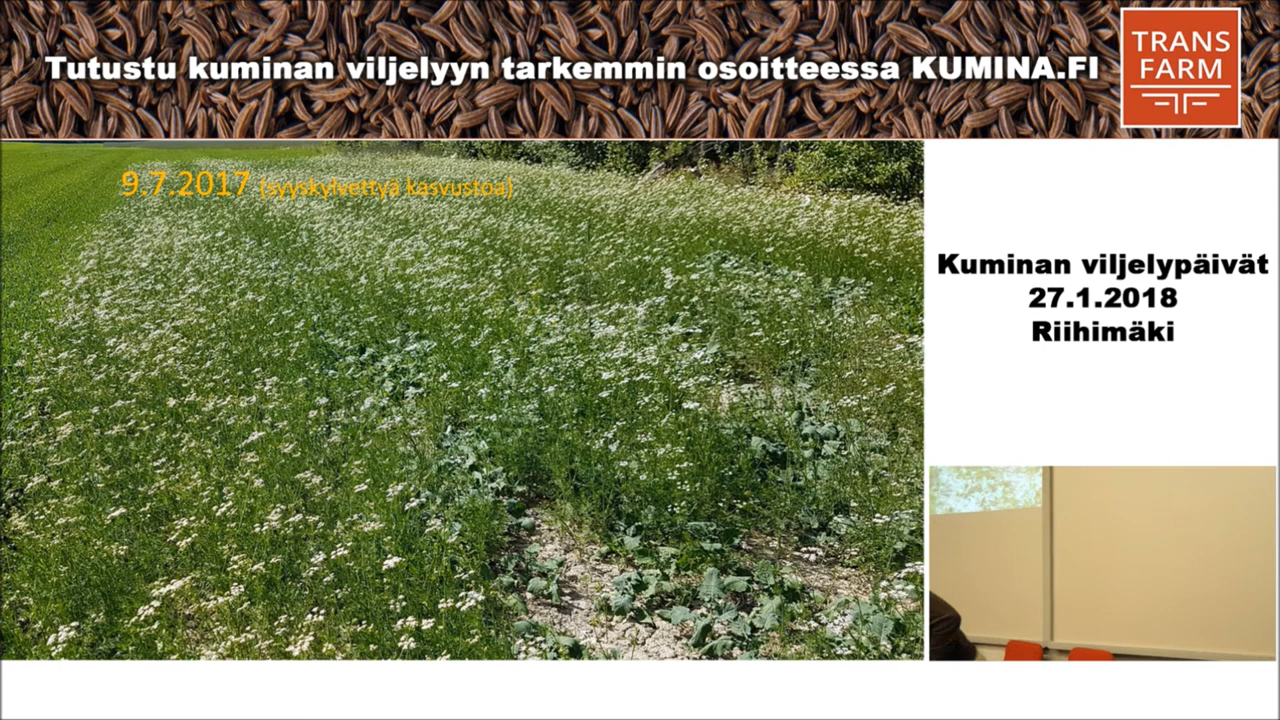 Tutustu kuminan viljelyyn tarkemmin osoitteessa KUMINA.FI
TRANS
FARM
9.7.2017 (syyskylvettyä kasvustoa)
Kuminan viljelypäivät
27.1.2018
Riihimäki